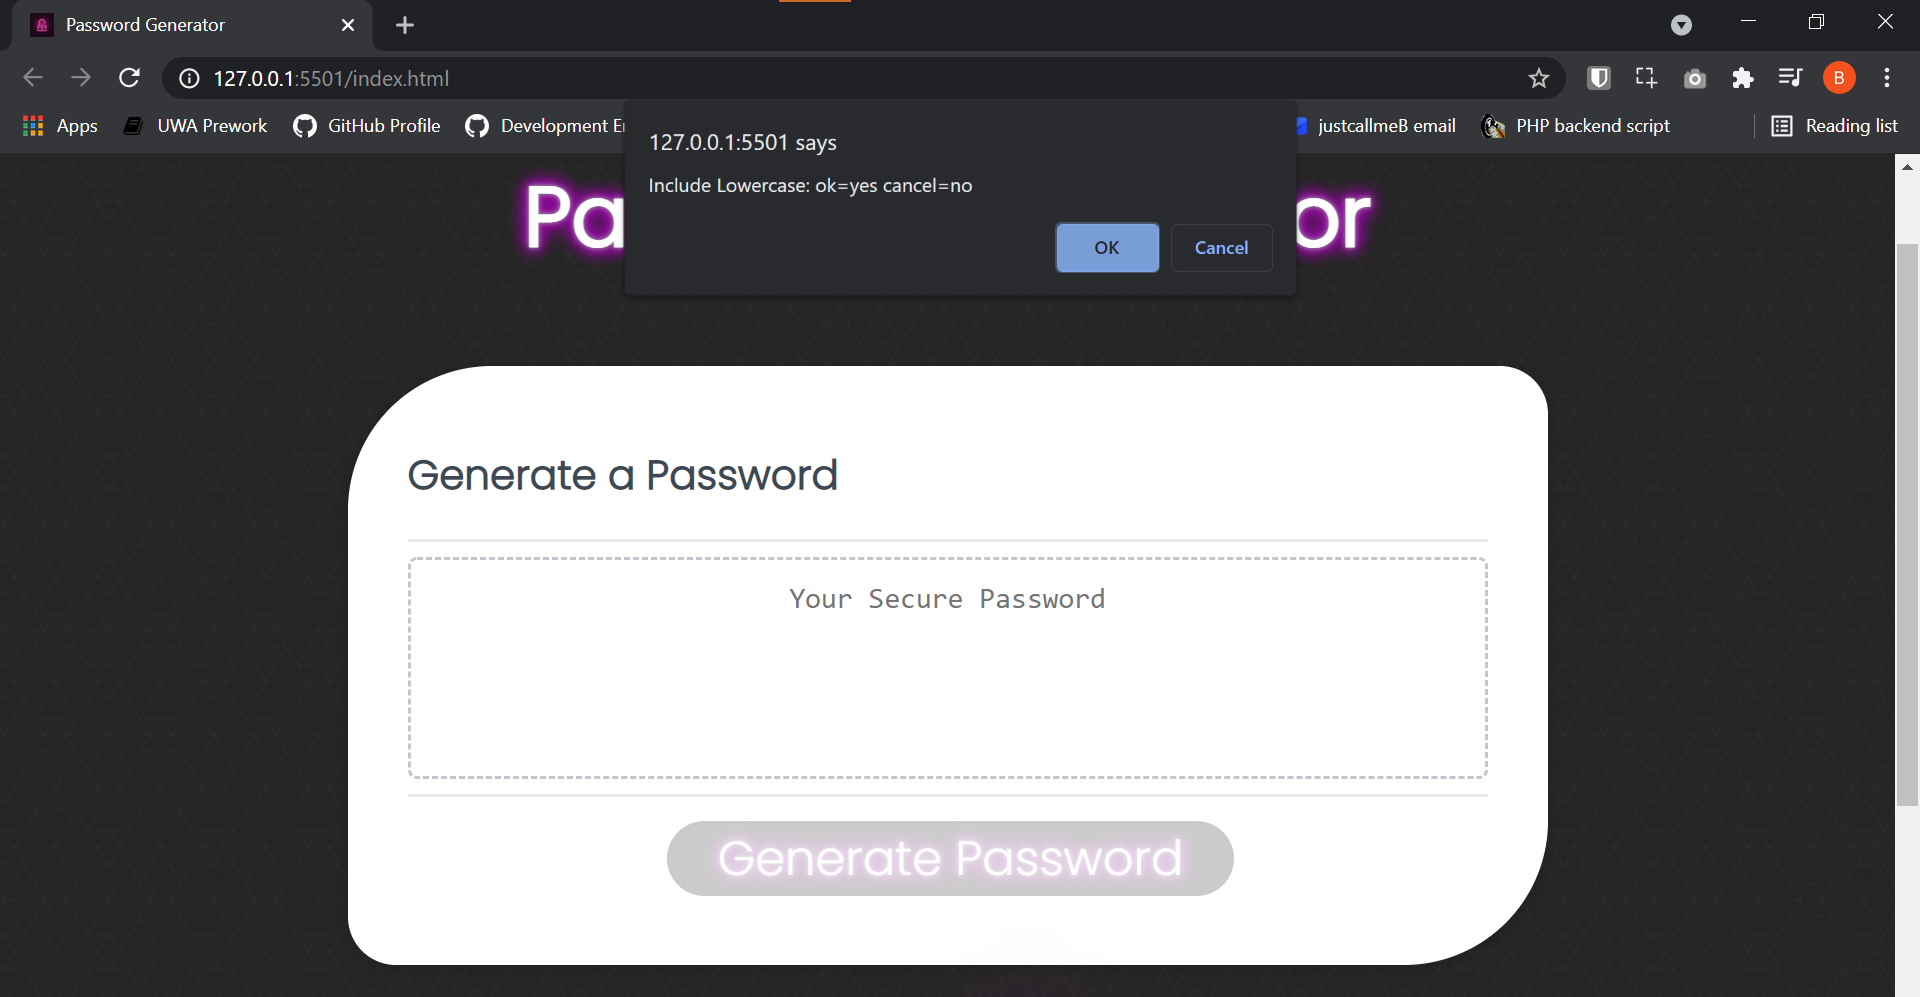 Password Generator
127.0.0.1:5501/index.html
B
Apps
UWA Prework
GitHub Profile
Development
justcallmeB email
PHP backend script
Reading list
127.0.0.1:5501 says
Include Lowercase: ok=yes cancel=no
OK
Cancel
Pa
or
Generate a Password
Your Secure Password
Generate Password